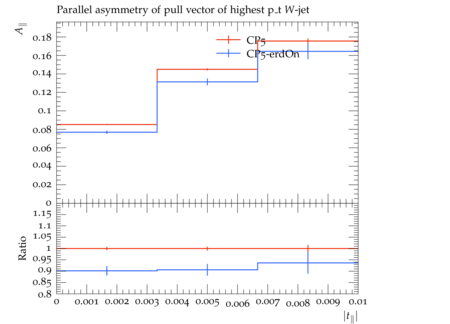 Parallel asymmetry of pull vector of highest p_t W-jet
A∥
CP5
CP5-erdOn
0.18
0.16
0.14
0.12
0.1
0.08
0.06
0.04
0.02
0
Ratio
1.15
1.1
1.05
1
0.95
0.9
0.85
0.8
0 0.001 0.002 0.003 0.004 0.005 0.006 0.007 0.008 0.009 0.01
|t∥|